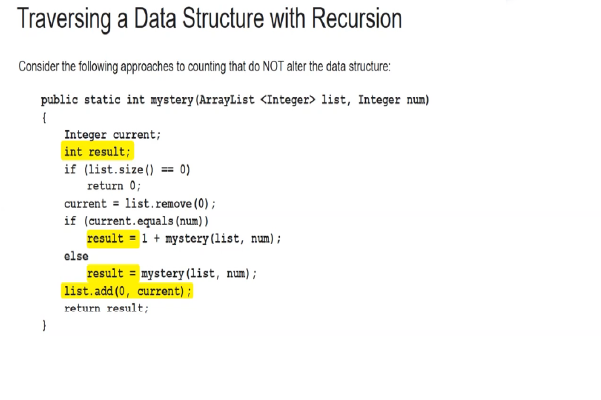 Traversing a Data Structure with Recursion
Consider the following approaches to counting that do NOT alter the data structure:
public static int mystery(ArrayList <Integer> list, Integer num)
{
Integer current;
int result;
if (list.size() == 0)
return 0;
current = list.remove(0);
if (current.equals(num))
result = 1 + mystery(list, num);
else
result = mystery(list, num);
list.add(0, current);
return result;
}